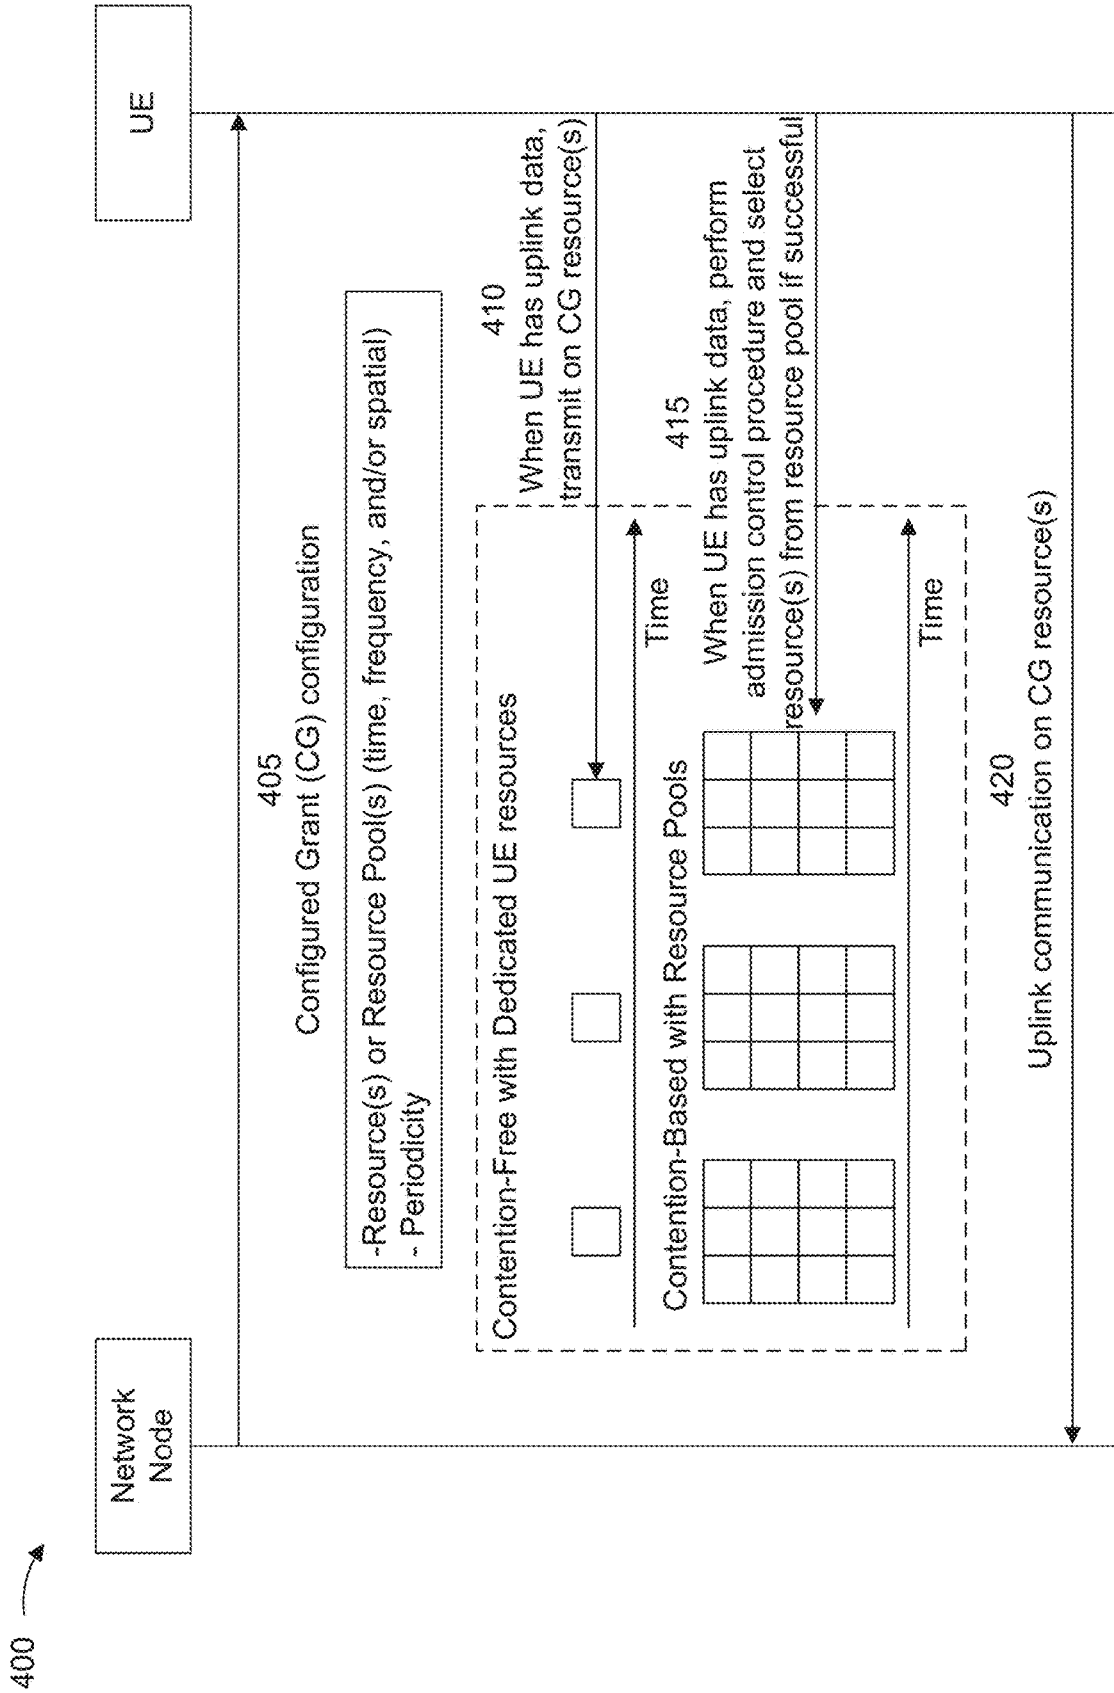 400
Network
Node
UE
405
Configured Grant (CG) configuration
-Resource(s) or Resource Pool(s) (time, frequency, and/or spatial)
- Periodicity
Contention-Free with Dedicated UE resources
410
When UE has uplink data,
transmit on CG resource(s)
Time
Contention-Based with Resource Pools
415
When UE has uplink data, perform
admission control procedure and select
resource(s) from resource pool if successful
Time
420
Uplink communication on CG resource(s)